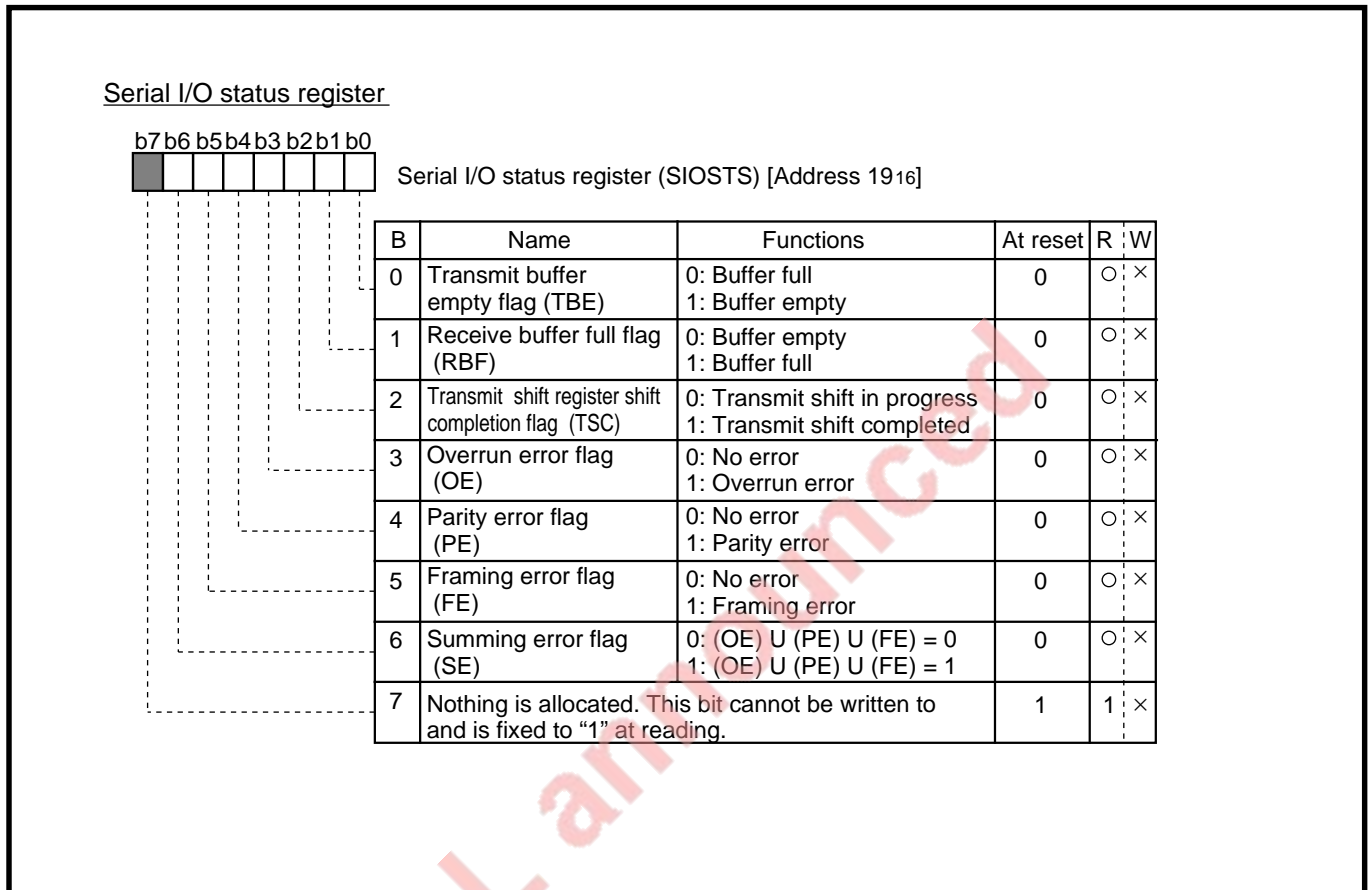 Serial I/O status register
b7 b6 b5 b4 b3 b2 b1 b0
Serial I/O status register (SIOSTS) [Address 1916]
B Name Functions At reset R W
0 Transmit buffer empty flag (TBE) 0: Buffer full 1: Buffer empty 0 ○ ×
1 Receive buffer full flag (RBF) 0: Buffer empty 1: Buffer full 0 ○ ×
2 Transmit shift register shift completion flag (TSC) 0: Transmit shift in progress 1: Transmit shift completed 0 ○ ×
3 Overrun error flag (OE) 0: No error 1: Overrun error 0 ○ ×
4 Parity error flag (PE) 0: No error 1: Parity error 0 ○ ×
5 Framing error flag (FE) 0: No error 1: Framing error 0 ○ ×
6 Summing error flag (SE) 0: (OE) U (PE) U (FE) = 0 1: (OE) U (PE) U (FE) = 1 0 ○ ×
7 Nothing is allocated. This bit cannot be written to and is fixed to “1” at reading. 1 1 ×
announced